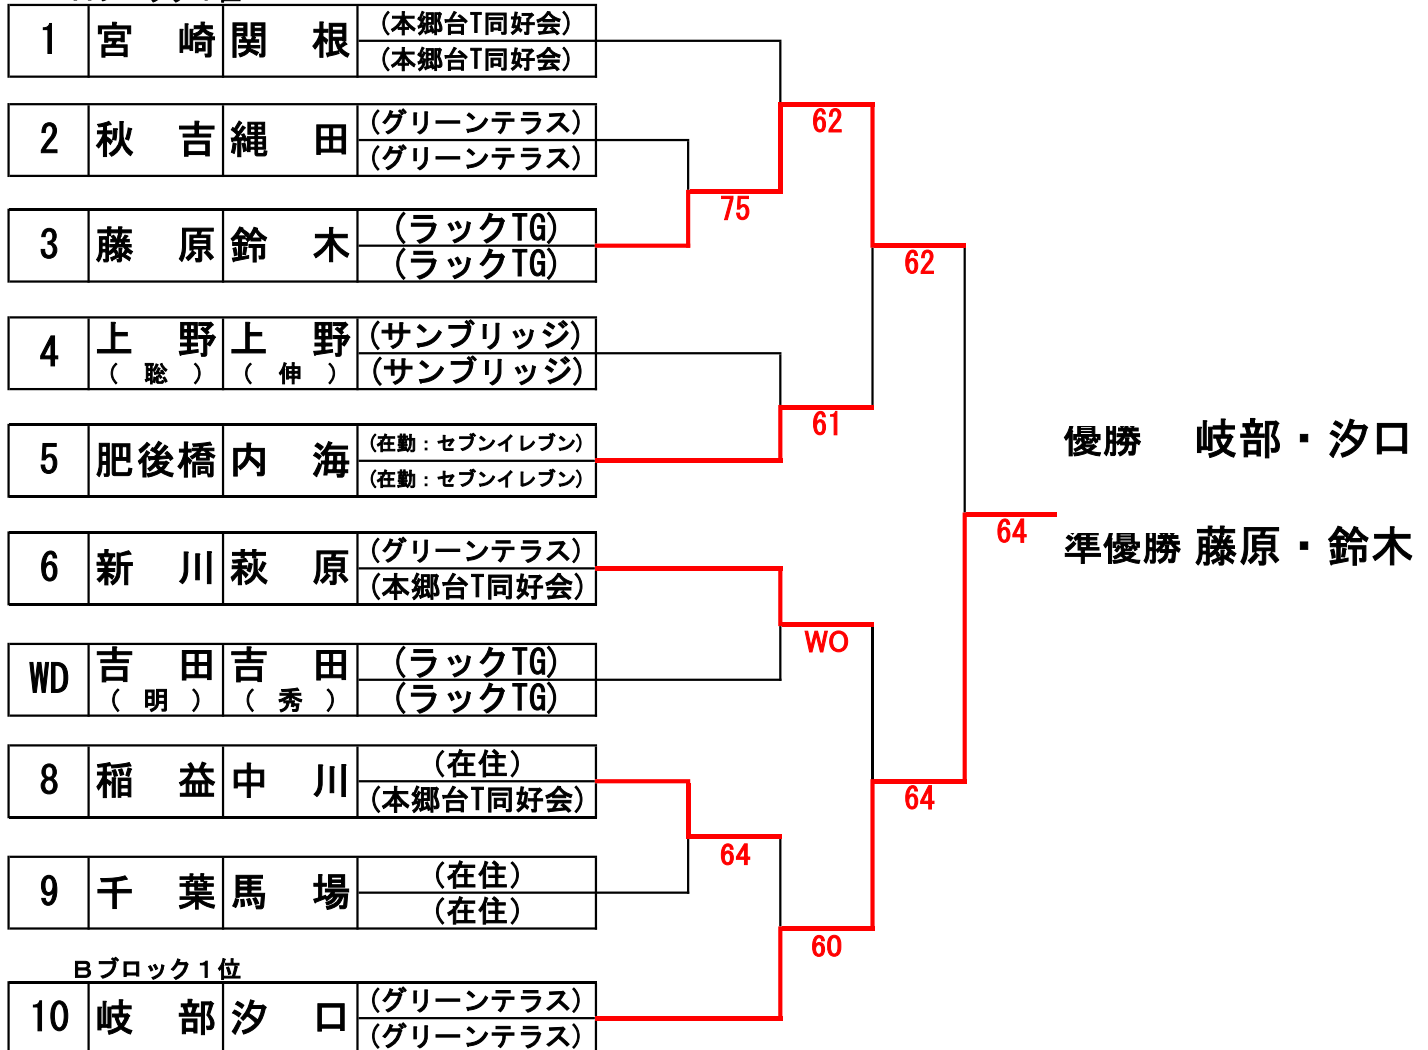 1 宮 崎 関 根 (本郷台T同好会)
(本郷台T同好会)
62
2 秋 吉 縄 田 (グリーンテラス)
(グリーンテラス)
75
3 藤 原 鈴 木 (ラックTG)
(ラックTG)
62
4 上 野 上 野 (サンブリッジ)
( 聡 ) ( 伸 ) (サンブリッジ)
61
5 肥後橋 内 海 (在勤：セブンイレブン)
(在勤：セブンイレブン)
優勝 岐部・汐口
64
準優勝 藤原・鈴木
6 新 川 萩 原 (グリーンテラス)
(本郷台T同好会)
WO
WD 吉 田 吉 田 (ラックTG)
( 明 ) ( 秀 ) (ラックTG)
8 稲 益 中 川 (在住)
(本郷台T同好会)
64
64
9 千 葉 馬 場 (在住)
(在住)
60
Bブロック1位
10 岐 部 汐 口 (グリーンテラス)
(グリーンテラス)